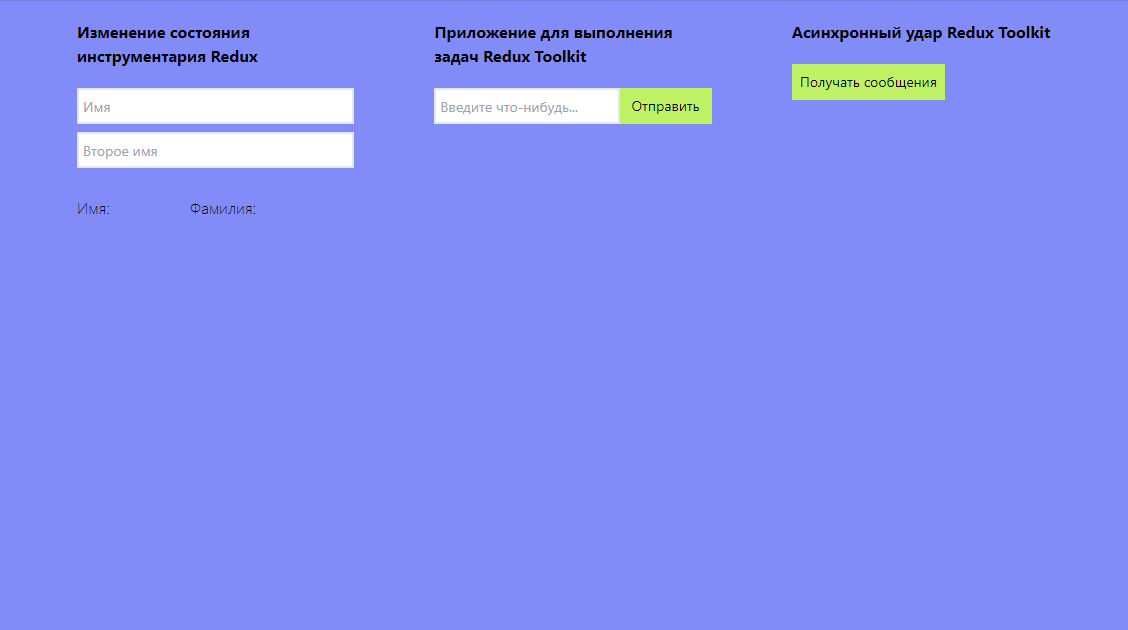 Изменение состояния
инструментария Redux
Имя
Второе имя
Имя:
Фамилия:
Приложение для выполнения
задач Redux Toolkit
Введите что-нибудь...
Отправить
Асинхронный удар Redux Toolkit
Получать сообщения